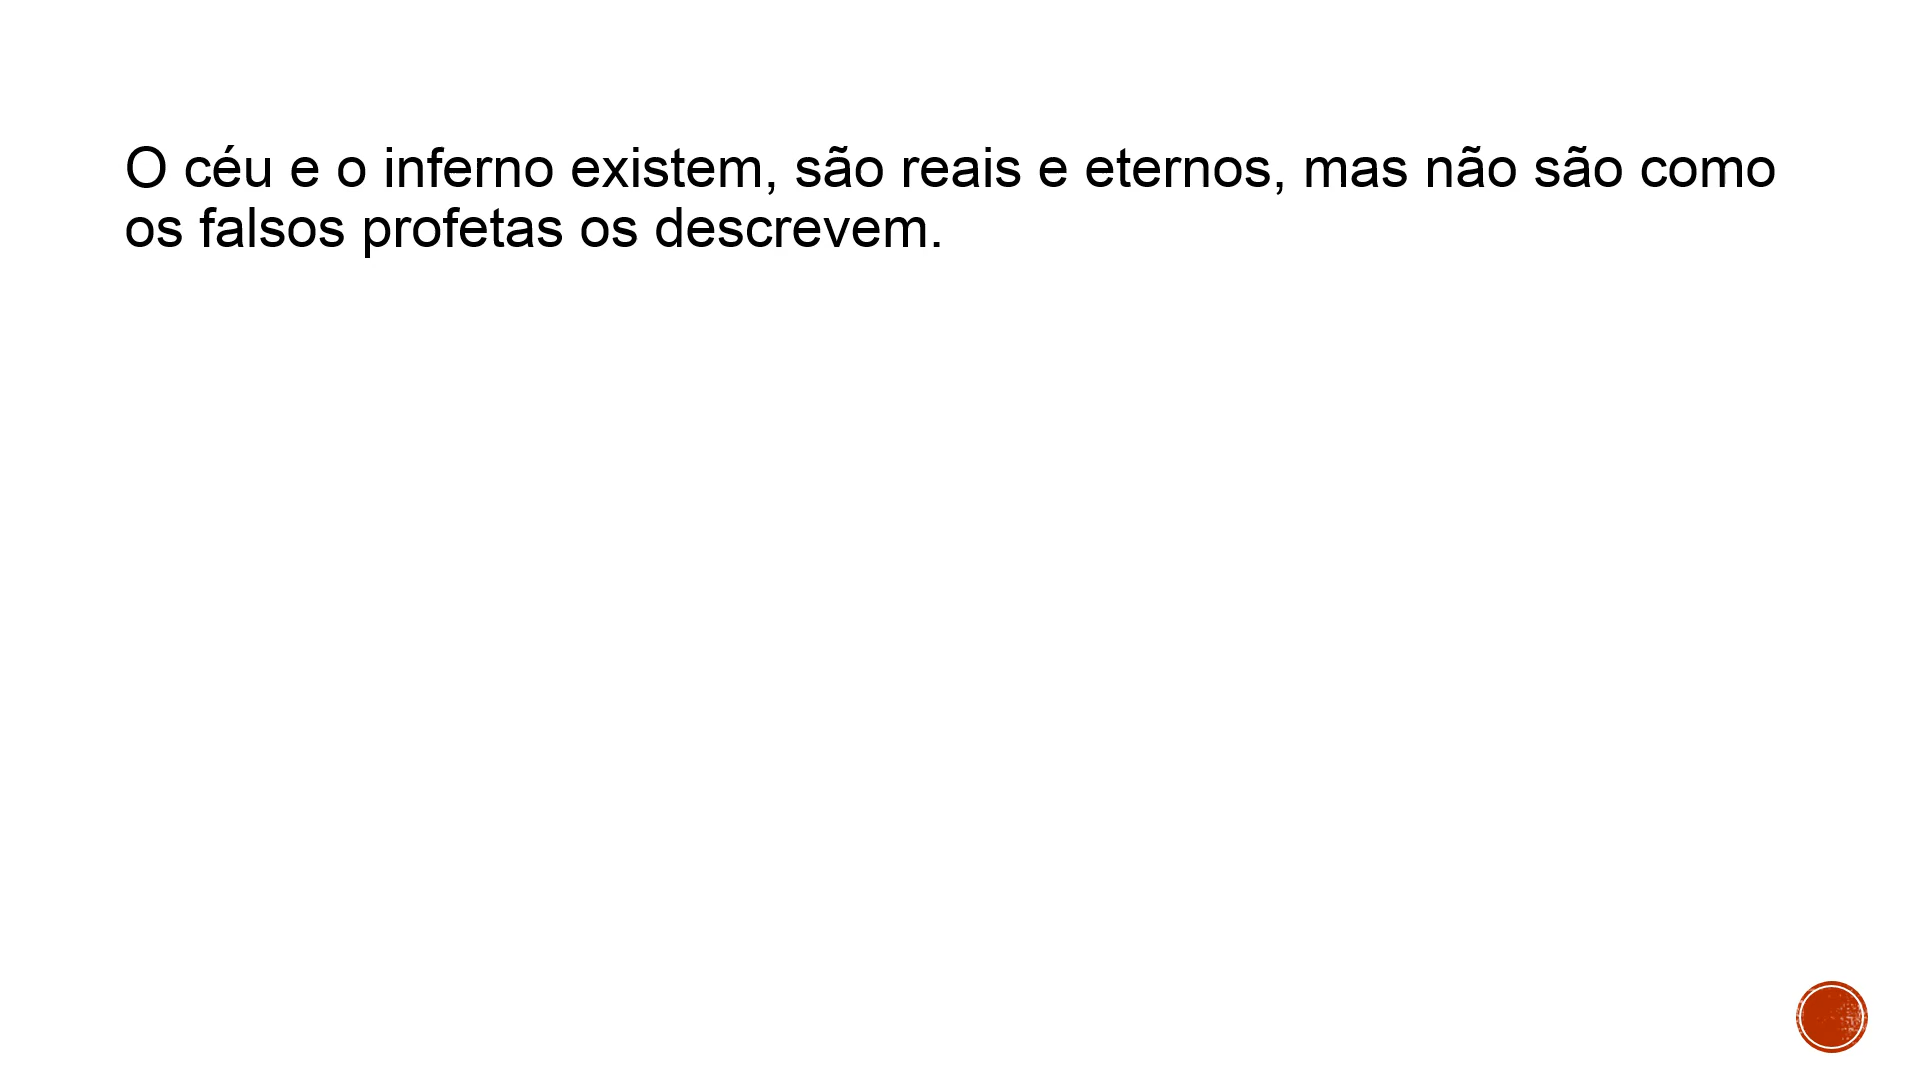 O céu e o inferno existem, são reais e eternos, mas não são como
os falsos profetas os descrevem.